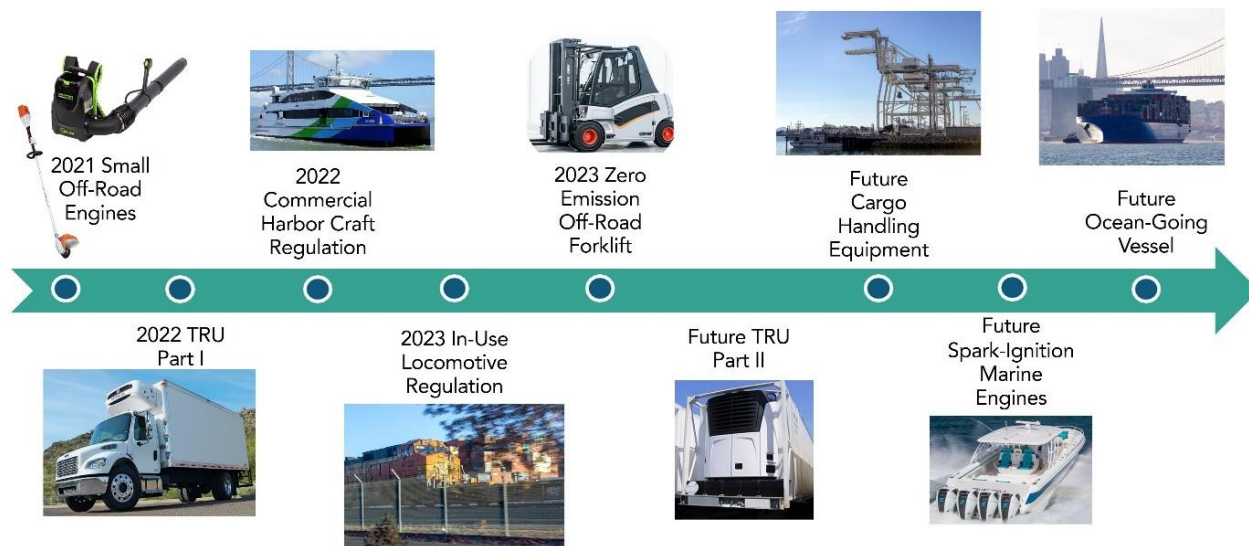 2021 Small
Off-Road
Engines
2022 TRU
Part I
2022
Commercial
Harbor Craft
Regulation
2023 In-Use
Locomotive
Regulation
2023 Zero
Emission
Off-Road
Forklift
Future TRU
Part II
Future
Cargo
Handling
Equipment
Future
Spark-Ignition
Marine
Engines
Future
Ocean-Going
Vessel